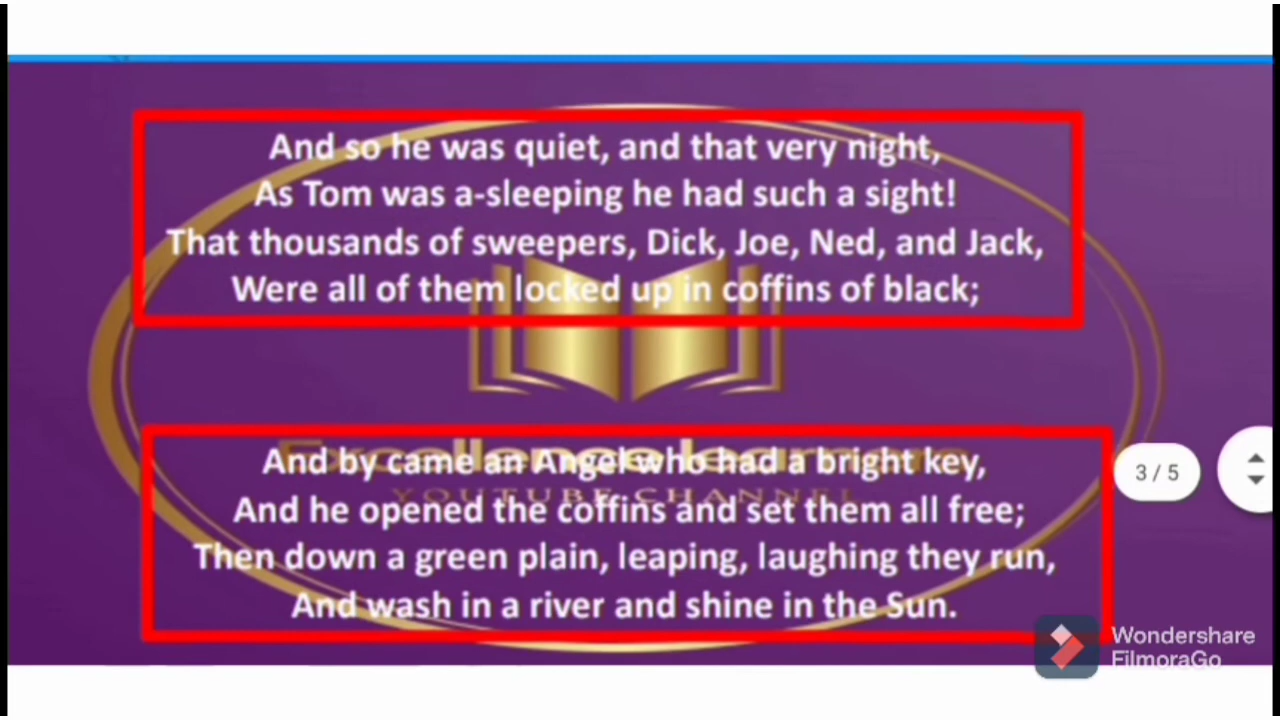 And so he was quiet, and that very night,
As Tom was a-sleeping he had such a sight!
That thousands of sweepers, Dick, Joe, Ned, and Jack,
Were all of them locked up in coffins of black;
And by came an Angel who had a bright key,
YOUTUBE CHANNEL
And he opened the coffins and set them all free;
Then down a green plain, leaping, laughing they run,
And wash in a river and shine in the Sun.
3 / 5
Wondershare
FilmoraGo